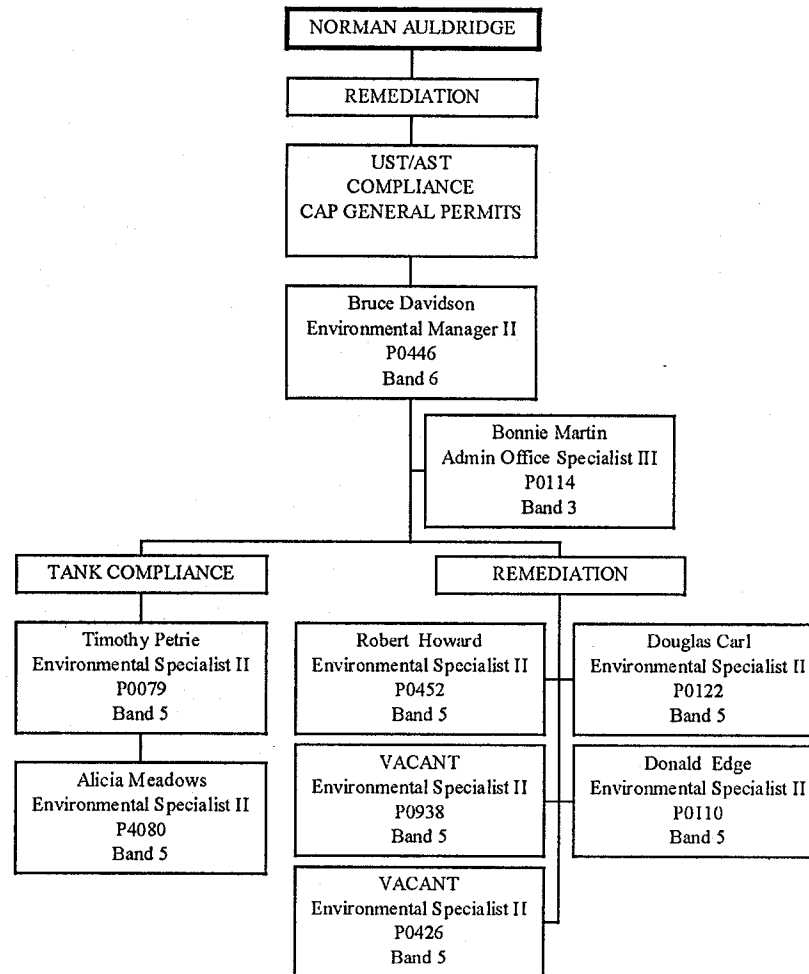 NORMAN AULDRIDGE
REMEDIATION
UST/AST
COMPLIANCE
CAP GENERAL PERMITS
Bruce Davidson
Environmental Manager II
P0446
Band 6
Bonnie Martin
Admin Office Specialist III
P0114
Band 3
TANK COMPLIANCE
Timothy Petrie
Environmental Specialist II
P0079
Band 5
Alicia Meadows
Environmental Specialist II
P4080
Band 5
REMEDIATION
Robert Howard
Environmental Specialist II
P0452
Band 5
Douglas Carl
Environmental Specialist II
P0122
Band 5
VACANT
Environmental Specialist II
P0938
Band 5
Donald Edge
Environmental Specialist II
P0110
Band 5
VACANT
Environmental Specialist II
P0426
Band 5